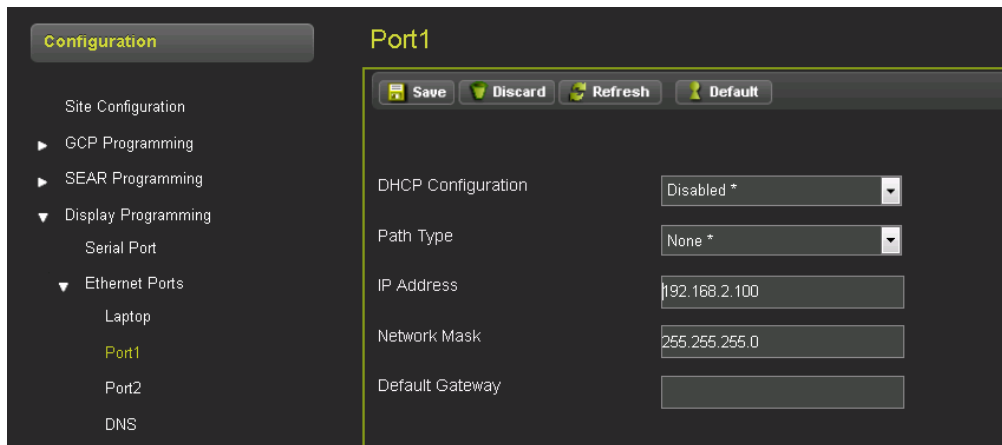 Configuration
Site Configuration
GCP Programming
SEAR Programming
Display Programming
Serial Port
Ethernet Ports
Laptop
Port1
Port2
DNS
Port1
Save Discard Refresh Default
DHCP Configuration Disabled *
Path Type None *
IP Address 192.168.2.100
Network Mask 255.255.255.0
Default Gateway